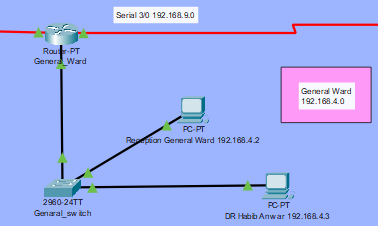 Serial 3/0 192.168.9.0
Router-PT
General_Ward
General Ward
192.168.4.0
PC-PT
Reception General Ward 192.168.4.2
2960-24TT
Genaral_switch
PC-PT
DR Habib Anwar 192.168.4.3